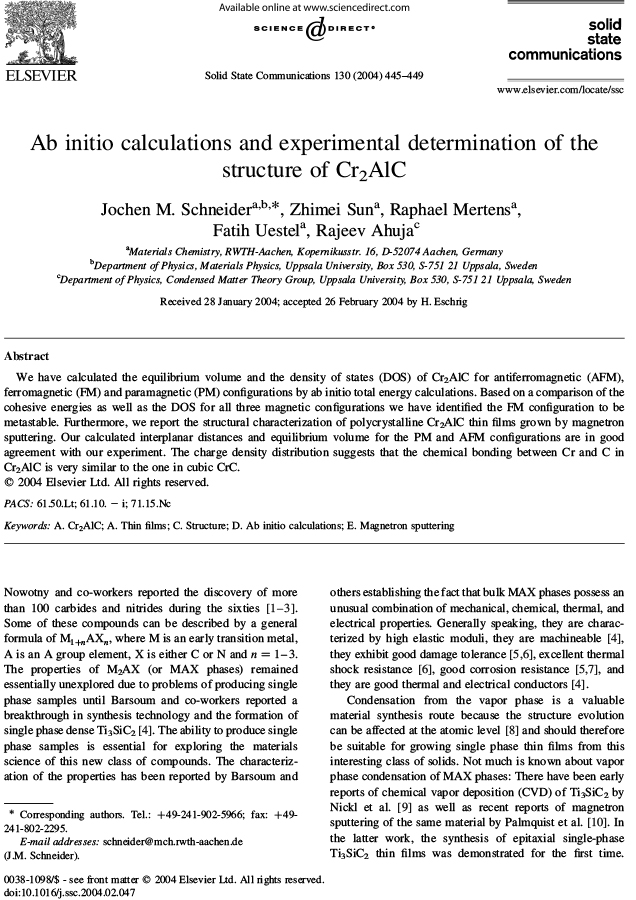 Available online at www.sciencedirect.com
SCIENCE DIRECT®
ELSEVIER
Solid State Communications 130 (2004) 445–449
solid
state
communications
www.elsevier.com/locate/ssc
Ab initio calculations and experimental determination of the
structure of Cr₂AlC
Jochen M. Schneiderᵃ,ᵇ,*, Zhimei Sunᵃ, Raphael Mertensᵃ,
Fatih Uestelᵃ, Rajeev Ahujaᶜ
ᵃMaterials Chemistry, RWTH-Aachen, Kopernikusstr. 16, D-52074 Aachen, Germany
ᵇDepartment of Physics, Materials Physics, Uppsala University, Box 530, S-751 21 Uppsala, Sweden
ᶜDepartment of Physics, Condensed Matter Theory Group, Uppsala University, Box 530, S-751 21 Uppsala, Sweden
Received 28 January 2004; accepted 26 February 2004 by H. Eschrig
Abstract
We have calculated the equilibrium volume and the density of states (DOS) of Cr₂AlC for antiferromagnetic (AFM),
ferromagnetic (FM) and paramagnetic (PM) configurations by ab initio total energy calculations. Based on a comparison of the
cohesive energies as well as the DOS for all three magnetic configurations we have identified the FM configuration to be
metastable. Furthermore, we report the structural characterization of polycrystalline Cr₂AlC thin films grown by magnetron
sputtering. Our calculated interplanar distances and equilibrium volume for the PM and AFM configurations are in good
agreement with our experiment. The charge density distribution suggests that the chemical bonding between Cr and C in
Cr₂AlC is very similar to the one in cubic CrC.
© 2004 Elsevier Ltd. All rights reserved.
PACS: 61.50.Lt; 61.10. − i; 71.15.Nc
Keywords: A. Cr₂AlC; A. Thin films; C. Structure; D. Ab initio calculations; E. Magnetron sputtering
Nowotny and co-workers reported the discovery of more
than 100 carbides and nitrides during the sixties [1–3].
Some of these compounds can be described by a general
formula of M₁₊ₙAXₙ, where M is an early transition metal,
A is an A group element, X is either C or N and n = 1–3.
The properties of M₂AX (or MAX phases) remained
essentially unexplored due to problems of producing single
phase samples until Barsoum and co-workers reported a
breakthrough in synthesis technology and the formation of
single phase dense Ti₃SiC₂ [4]. The ability to produce single
phase samples is essential for exploring the materials
science of this new class of compounds. The characteriz-
ation of the properties has been reported by Barsoum and
* Corresponding authors. Tel.: +49-241-902-5966; fax: +49-
241-802-2295.
E-mail addresses: schneider@mch.rwth-aachen.de
(J.M. Schneider).
others establishing the fact that bulk MAX phases possess an
unusual combination of mechanical, chemical, thermal, and
electrical properties. Generally speaking, they are charac-
terized by high elastic moduli, they are machineable [4],
they exhibit good damage tolerance [5,6], excellent thermal
shock resistance [6], good corrosion resistance [5,7], and
they are good thermal and electrical conductors [4].
Condensation from the vapor phase is a valuable
material synthesis route because the structure evolution
can be affected at the atomic level [8] and should therefore
be suitable for growing single phase thin films from this
interesting class of solids. Not much is known about vapor
phase condensation of MAX phases: There have been early
reports of chemical vapor deposition (CVD) of Ti₃SiC₂ by
Nickl et al. [9] as well as recent reports of magnetron
sputtering of the same material by Palmquist et al. [10]. In
the latter work, the synthesis of epitaxial single-phase
Ti₃SiC₂ thin films was demonstrated for the first time.
0038-1098/$ - see front matter © 2004 Elsevier Ltd. All rights reserved.
doi:10.1016/j.ssc.2004.02.047